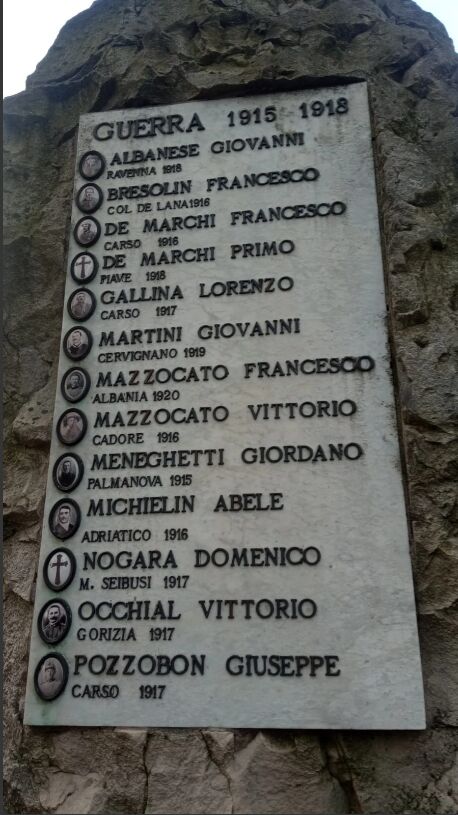 GUERRA 1915 1918
ALBANESE GIOVANNI
RAVENNA 1918
BRESOLIN FRANCESCO
COL DE LANA 1916
DE MARCHI FRANCESCO
CARSO 1916
DE MARCHI PRIMO
PIAVE 1918
GALLINA LORENZO
CARSO 1917
MARTINI GIOVANNI
CERVIGNANO 1919
MAZZOCATO FRANCESCO
ALBANIA 1920
MAZZOCATO VITTORIO
CADORE 1916
MENEGHETTI GIORDANO
PALMANOVA 1915
MICHIELIN ABELE
ADRIATICO 1916
NOGARA DOMENICO
M. SEIBUSI 1917
OCCHIAL VITTORIO
GORIZIA 1917
POZZOBON GIUSEPPE
CARSO 1917